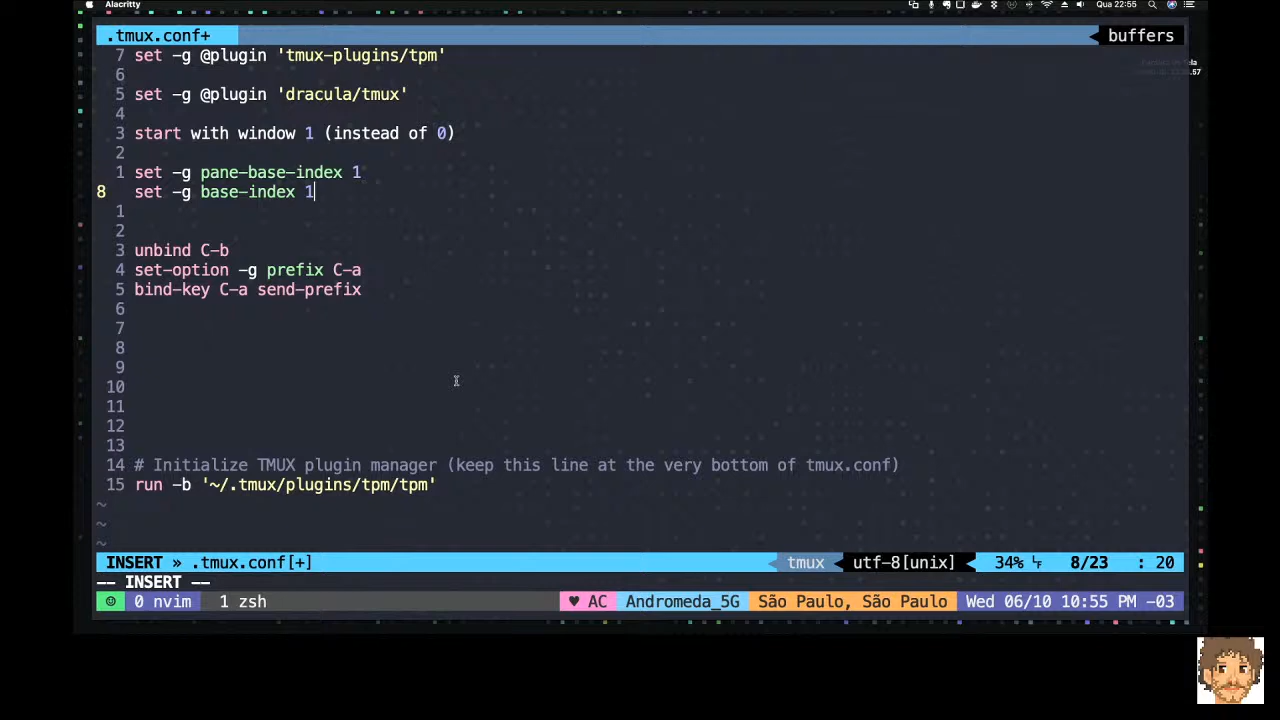 Alacritty Qua 22:55
.tmux.conf+ buffers
7 set -g @plugin 'tmux-plugins/tpm'
6
5 set -g @plugin 'dracula/tmux'
4
3 start with window 1 (instead of 0)
2
1 set -g pane-base-index 1
8 set -g base-index 1
1
2
3 unbind C-b
4 set-option -g prefix C-a
5 bind-key C-a send-prefix
6
7
8
9
10
11
12
13
14 # Initialize TMUX plugin manager (keep this line at the very bottom of tmux.conf)
15 run -b '~/.tmux/plugins/tpm/tpm'
~
~
~
INSERT » .tmux.conf[+] tmux utf-8[unix] 34% 8/23 : 20
-- INSERT --
☺ 0 nvim 1 zsh ♥ AC Andromeda_5G São Paulo, São Paulo Wed 06/10 10:55 PM -03